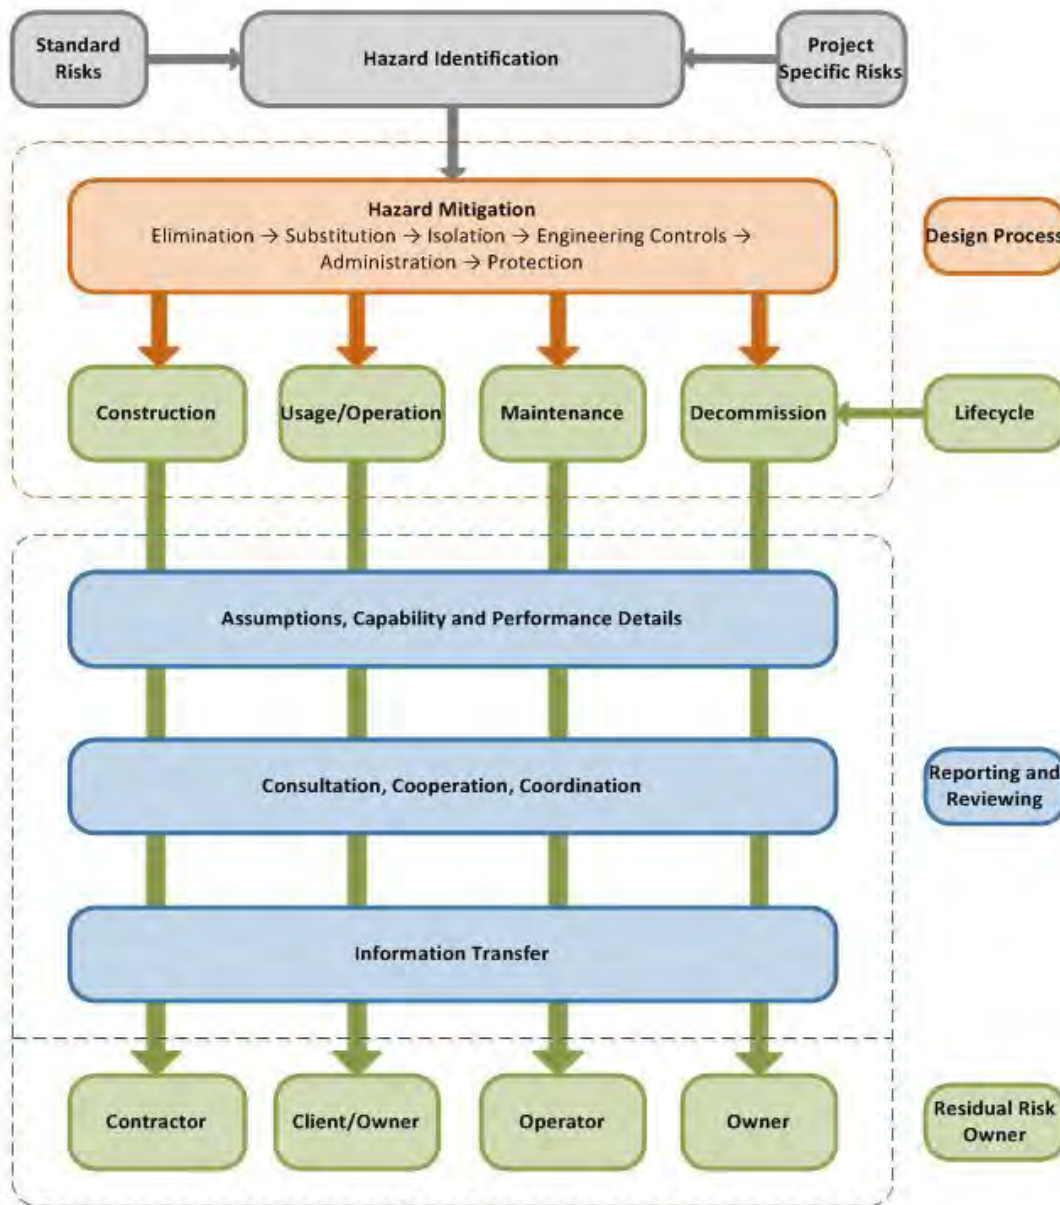 Standard
Risks
Hazard Identification
Project
Specific Risks
Hazard Mitigation
Elimination → Substitution → Isolation → Engineering Controls →
Administration → Protection
Design Process
Construction
Usage/Operation
Maintenance
Decommission
Lifecycle
Assumptions, Capability and Performance Details
Consultation, Cooperation, Coordination
Reporting and
Reviewing
Information Transfer
Contractor
Client/Owner
Operator
Owner
Residual Risk
Owner